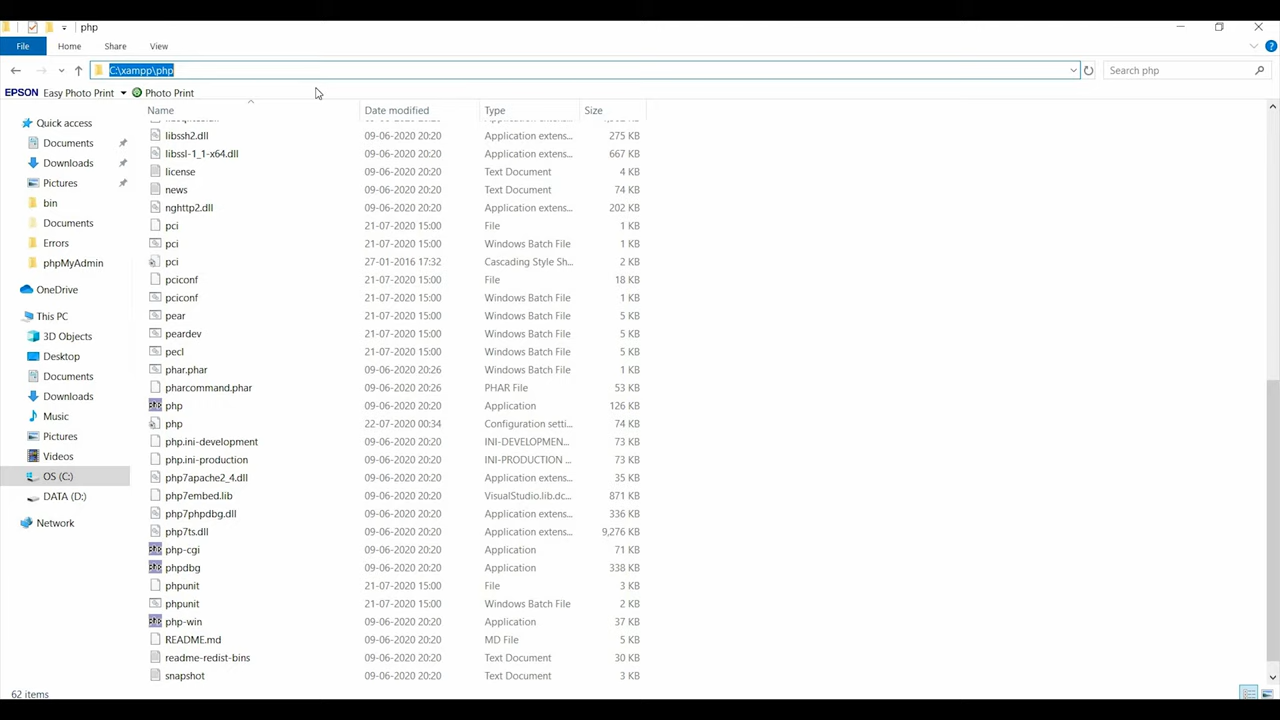 php
File Home Share View
C:\xampp\php
Search php
EPSON Easy Photo Print Photo Print
Name Date modified Type Size
Quick access
Documents
Downloads
Pictures
bin
Documents
Errors
phpMyAdmin
OneDrive
This PC
3D Objects
Desktop
Documents
Downloads
Music
Pictures
Videos
OS (C:)
DATA (D:)
Network
libssh2.dll 09-06-2020 20:20 Application extens... 275 KB
libssl-1_1-x64.dll 09-06-2020 20:20 Application extens... 667 KB
license 09-06-2020 20:20 Text Document 4 KB
news 09-06-2020 20:20 Text Document 74 KB
nghttp2.dll 09-06-2020 20:20 Application extens... 202 KB
pci 21-07-2020 15:00 File 1 KB
pci 21-07-2020 15:00 Windows Batch File 1 KB
pci 27-01-2016 17:32 Cascading Style Sh... 2 KB
pciconf 21-07-2020 15:00 File 18 KB
pciconf 21-07-2020 15:00 Windows Batch File 1 KB
pear 21-07-2020 15:00 Windows Batch File 5 KB
peardev 21-07-2020 15:00 Windows Batch File 5 KB
pecl 21-07-2020 15:00 Windows Batch File 5 KB
phar.phar 09-06-2020 20:26 Windows Batch File 1 KB
pharcommand.phar 09-06-2020 20:26 PHAR File 53 KB
php 09-06-2020 20:20 Application 126 KB
php 22-07-2020 00:34 Configuration setti... 74 KB
php.ini-development 09-06-2020 20:20 INI-DEVELOPMEN... 73 KB
php.ini-production 09-06-2020 20:20 INI-PRODUCTION ... 73 KB
php7apache2_4.dll 09-06-2020 20:20 Application extens... 35 KB
php7embed.lib 09-06-2020 20:20 VisualStudio.lib.dc... 871 KB
php7phpdbg.dll 09-06-2020 20:20 Application extens... 336 KB
php7ts.dll 09-06-2020 20:20 Application extens... 9,276 KB
php-cgi 09-06-2020 20:20 Application 71 KB
phpdbg 09-06-2020 20:20 Application 338 KB
phpunit 21-07-2020 15:00 File 3 KB
phpunit 21-07-2020 15:00 Windows Batch File 2 KB
php-win 09-06-2020 20:20 Application 37 KB
README.md 09-06-2020 20:20 MD File 5 KB
readme-redist-bins 09-06-2020 20:20 Text Document 30 KB
snapshot 09-06-2020 20:20 Text Document 3 KB
62 items